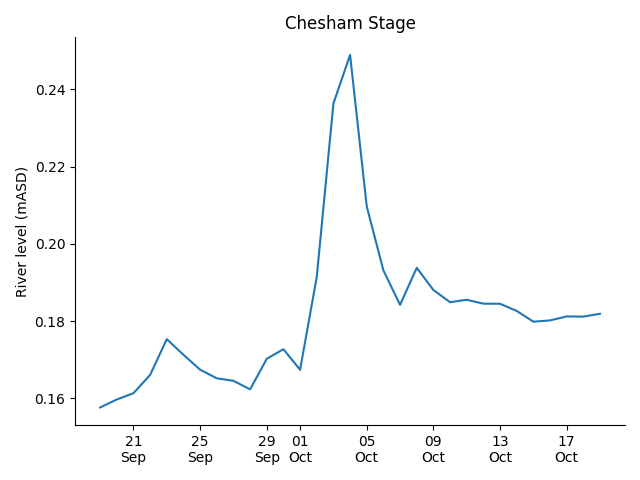 Chesham Stage
River level (mASD)
0.24
0.22
0.20
0.18
0.16
21
Sep
25
Sep
29
Sep
01
Oct
05
Oct
09
Oct
13
Oct
17
Oct